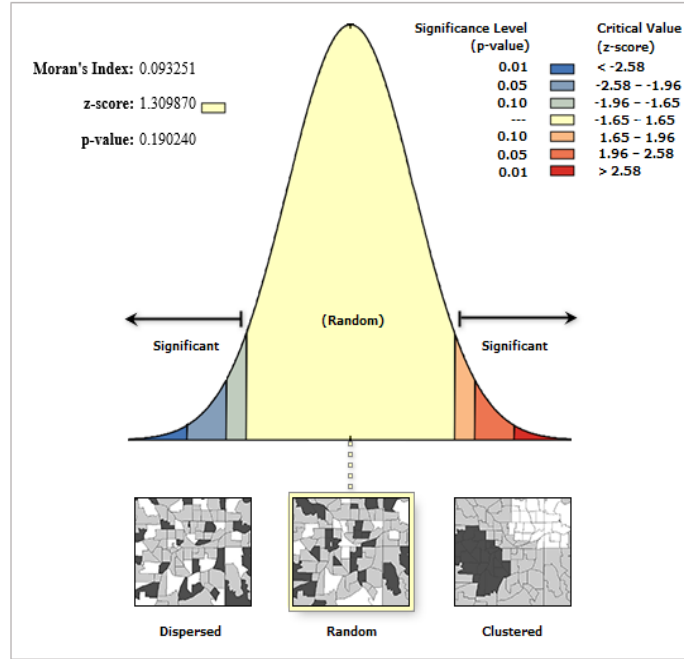 Moran's Index: 0.093251
z-score: 1.309870
p-value: 0.190240
Significance Level
(p-value)
Critical Value
(z-score)
0.01 < -2.58
0.05 -2.58 – -1.96
0.10 -1.96 – -1.65
--- -1.65 – 1.65
0.10 1.65 – 1.96
0.05 1.96 – 2.58
0.01 > 2.58
(Random)
Significant
Significant
Dispersed
Random
Clustered